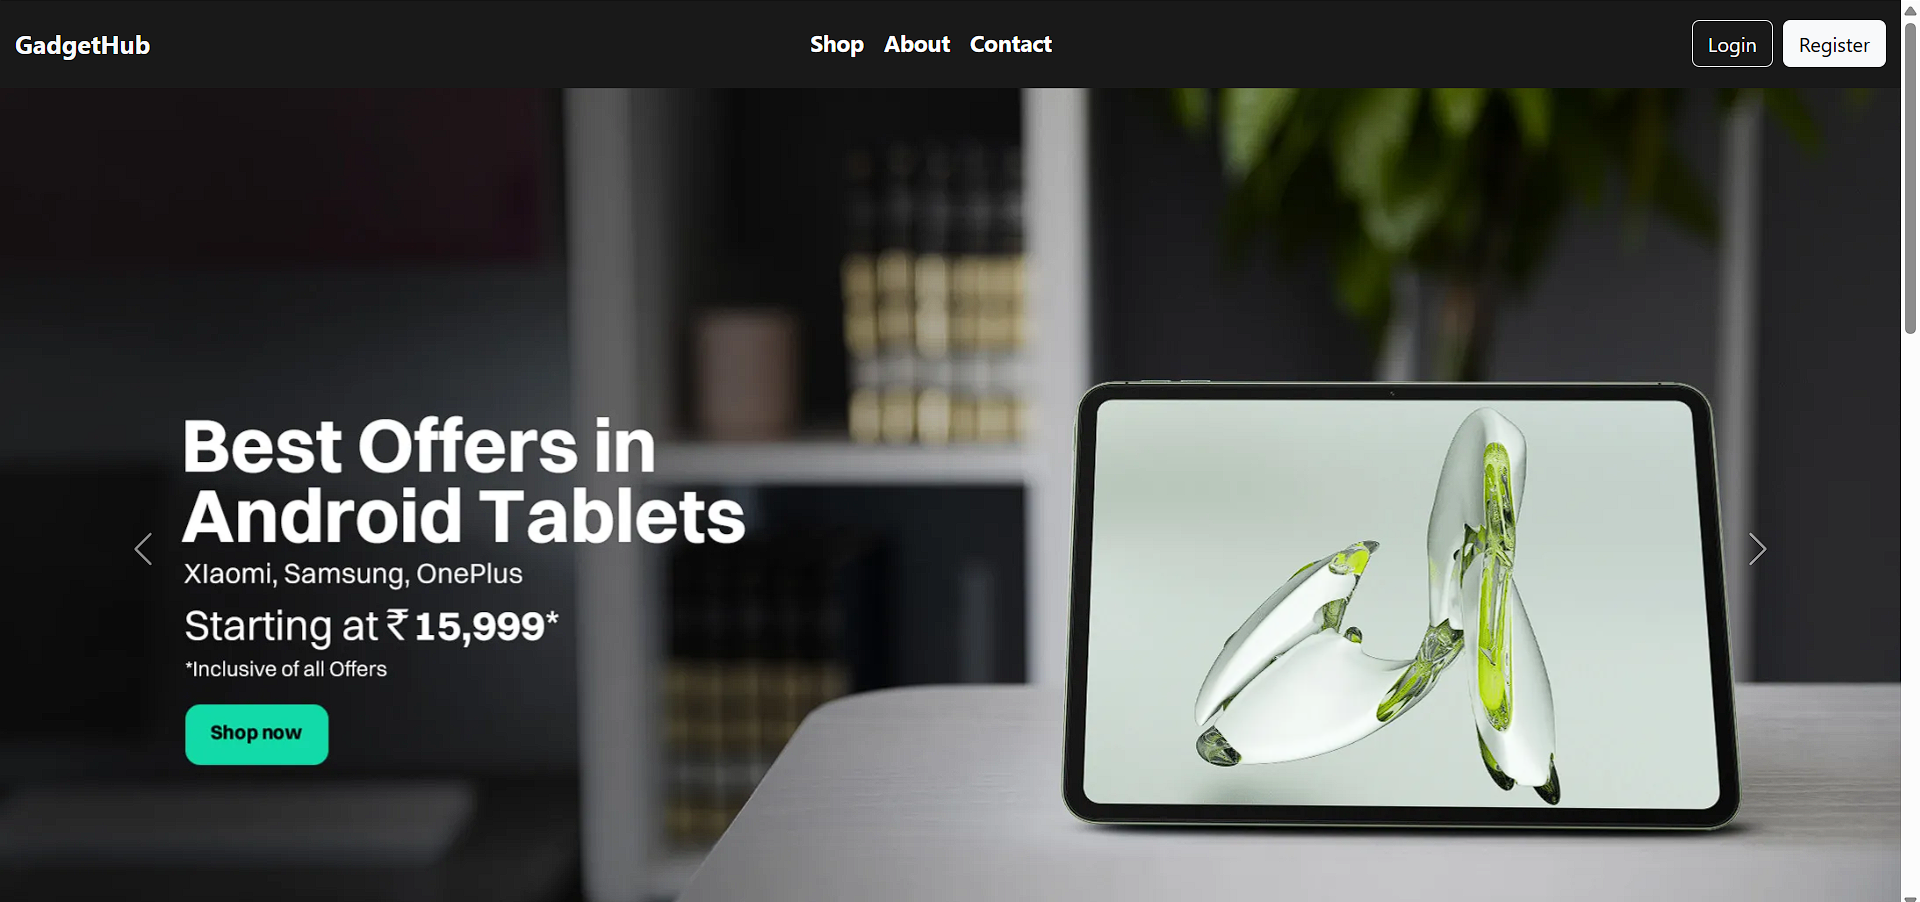 GadgetHub
Shop About Contact
Login Register
Best Offers in
Android Tablets
XIaomi, Samsung, OnePlus
Starting at ₹15,999*
*Inclusive of all Offers
Shop now